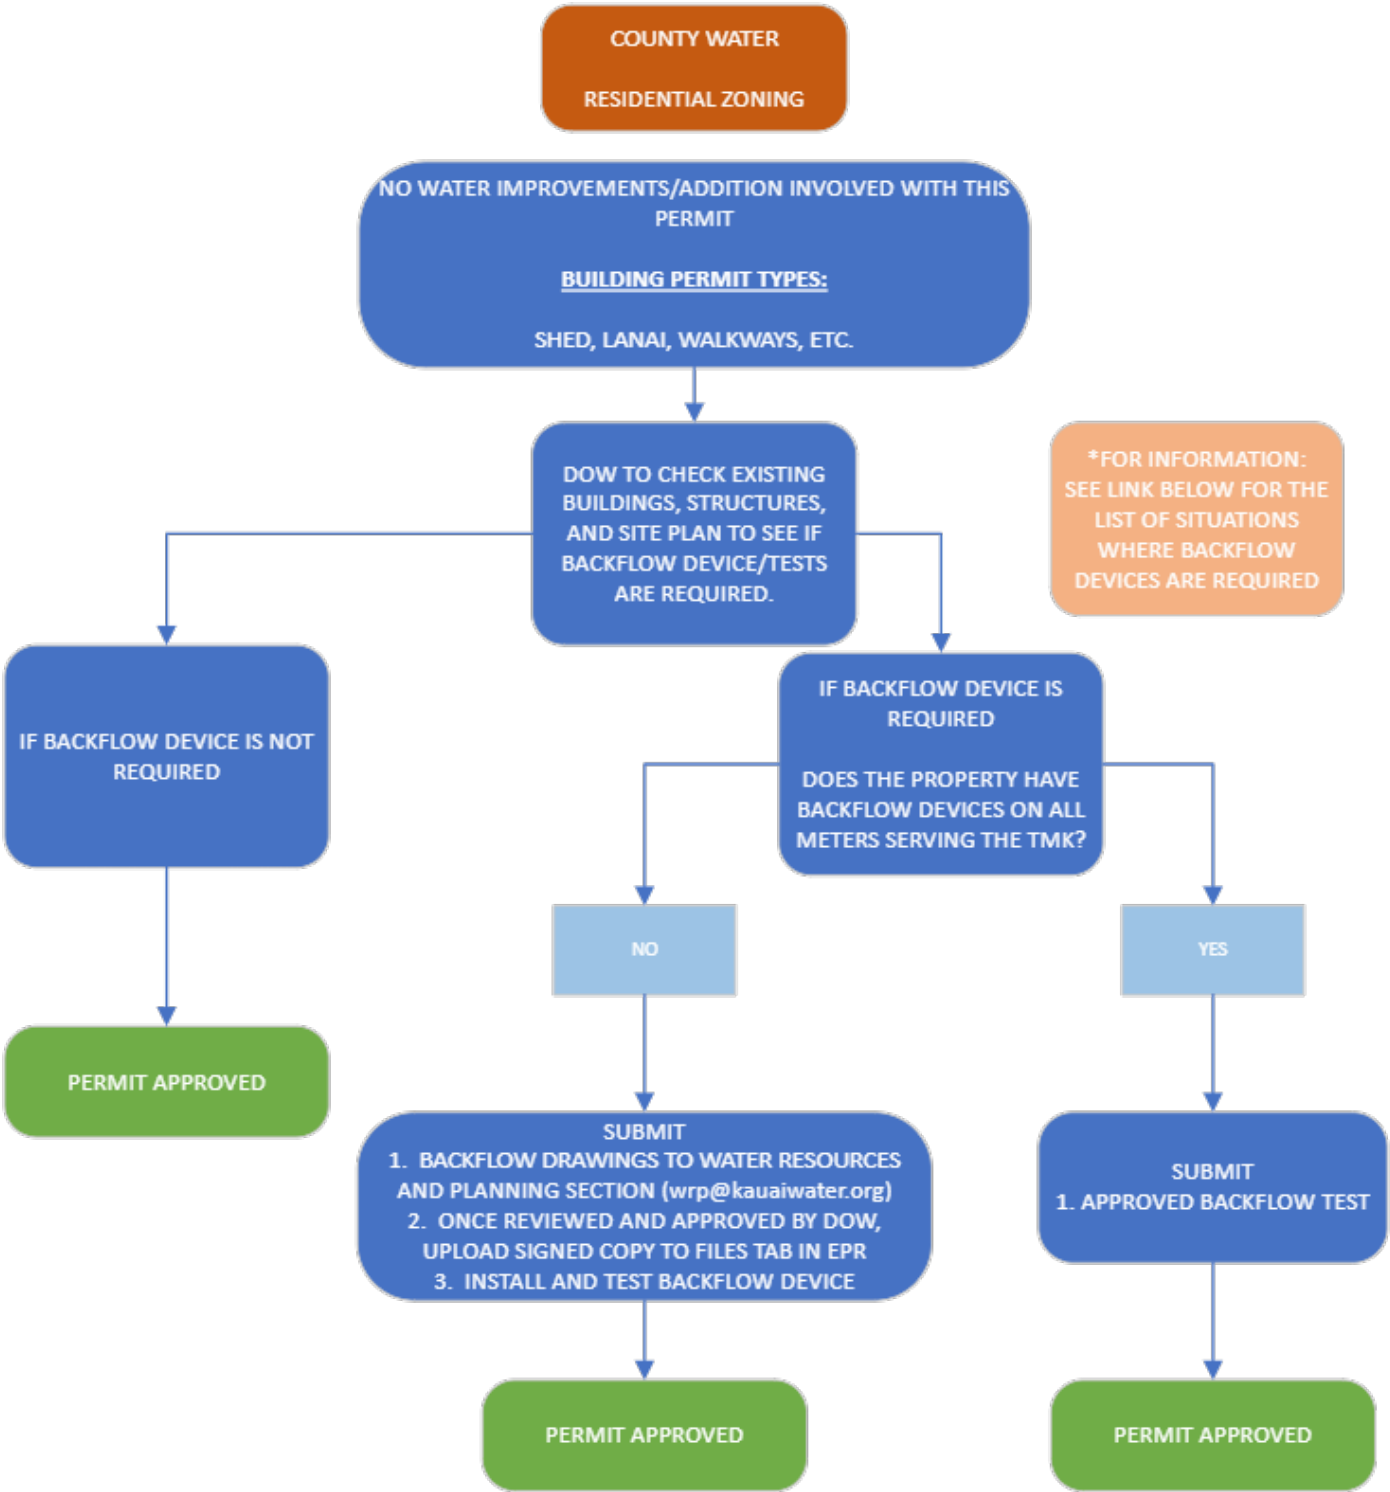 COUNTY WATER
RESIDENTIAL ZONING
NO WATER IMPROVEMENTS/ADDITION INVOLVED WITH THIS
PERMIT
BUILDING PERMIT TYPES:
SHED, LANAI, WALKWAYS, ETC.
DOW TO CHECK EXISTING
BUILDINGS, STRUCTURES,
AND SITE PLAN TO SEE IF
BACKFLOW DEVICE/TESTS
ARE REQUIRED.
*FOR INFORMATION:
SEE LINK BELOW FOR THE
LIST OF SITUATIONS
WHERE BACKFLOW
DEVICES ARE REQUIRED
IF BACKFLOW DEVICE IS NOT
REQUIRED
IF BACKFLOW DEVICE IS
REQUIRED
DOES THE PROPERTY HAVE
BACKFLOW DEVICES ON ALL
METERS SERVING THE TMK?
NO
YES
PERMIT APPROVED
SUBMIT
1. BACKFLOW DRAWINGS TO WATER RESOURCES
AND PLANNING SECTION (wrp@kauaiwater.org)
2. ONCE REVIEWED AND APPROVED BY DOW,
UPLOAD SIGNED COPY TO FILES TAB IN EPR
3. INSTALL AND TEST BACKFLOW DEVICE
SUBMIT
1. APPROVED BACKFLOW TEST
PERMIT APPROVED
PERMIT APPROVED